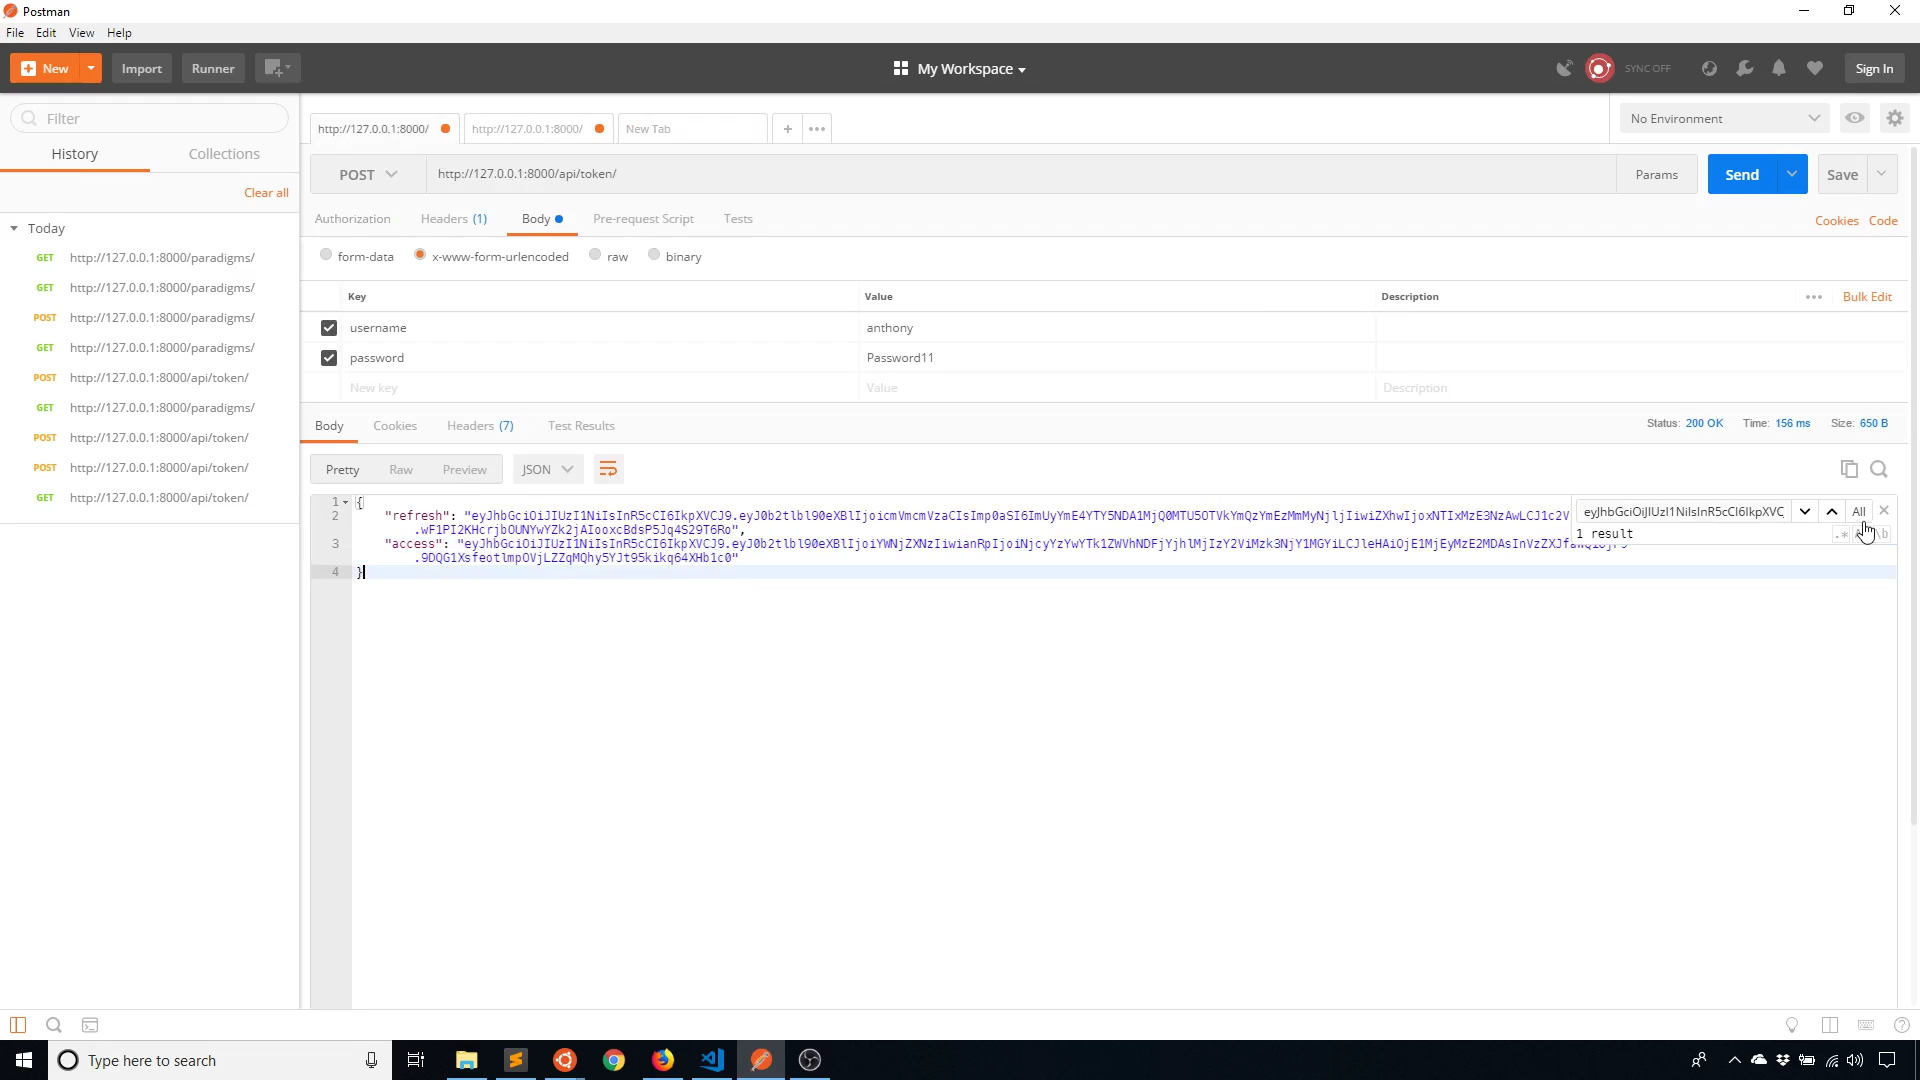 Postman
File Edit View Help
New Import Runner My Workspace SYNC OFF Sign In
Filter
History Collections
Clear all
Today
GET http://127.0.0.1:8000/paradigms/
GET http://127.0.0.1:8000/paradigms/
POST http://127.0.0.1:8000/paradigms/
GET http://127.0.0.1:8000/paradigms/
POST http://127.0.0.1:8000/api/token/
GET http://127.0.0.1:8000/paradigms/
POST http://127.0.0.1:8000/api/token/
POST http://127.0.0.1:8000/api/token/
GET http://127.0.0.1:8000/api/token/
http://127.0.0.1:8000/ http://127.0.0.1:8000/ New Tab + ••• No Environment
POST http://127.0.0.1:8000/api/token/ Params Send Save
Authorization Headers (1) Body Pre-request Script Tests Cookies Code
form-data x-www-form-urlencoded raw binary
Key Value Description ••• Bulk Edit
username anthony
password Password11
New key Value Description
Body Cookies Headers (7) Test Results Status: 200 OK Time: 156 ms Size: 650 B
Pretty Raw Preview JSON
1 {
2 "refresh":
.wF1PI2KHcrjbOUNYwYZk2jAIooxcBdsP5Jq4S29T6Ro",
3 "access":
.9DQG1XsfeotlmpOVjLZZqMQhy5YJt95kikq64XHb1c0"
4 }
eyJhbGciOiJIUzI1NiIsInR5cCI6IkpXVC All
1 result .* \b
Type here to search